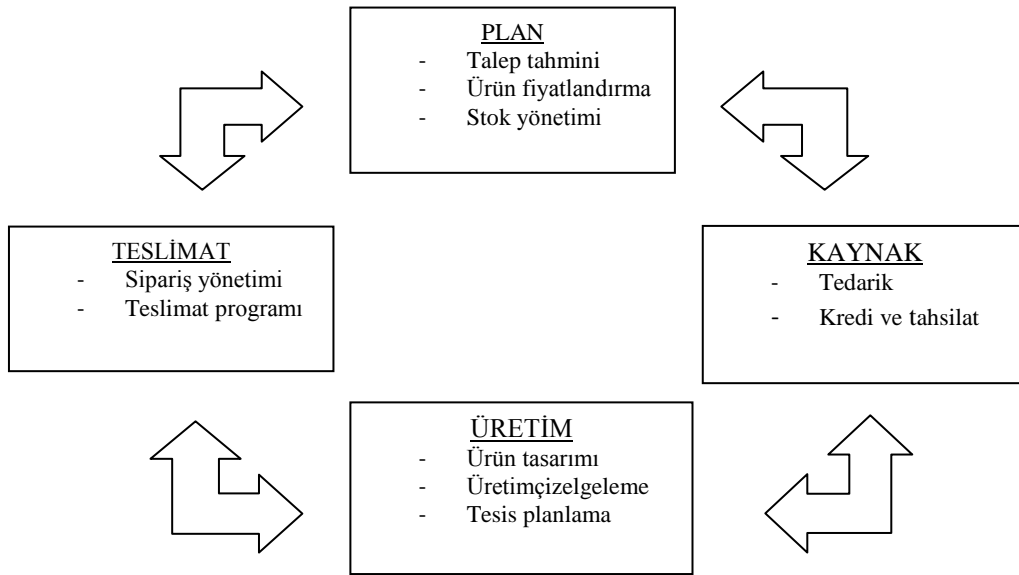 PLAN
- Talep tahmini
- Ürün fiyatlandırma
- Stok yönetimi
TESLİMAT
- Sipariş yönetimi
- Teslimat programı
KAYNAK
- Tedarik
- Kredi ve tahsilat
ÜRETİM
- Ürün tasarımı
- Üretimçizelgeleme
- Tesis planlama